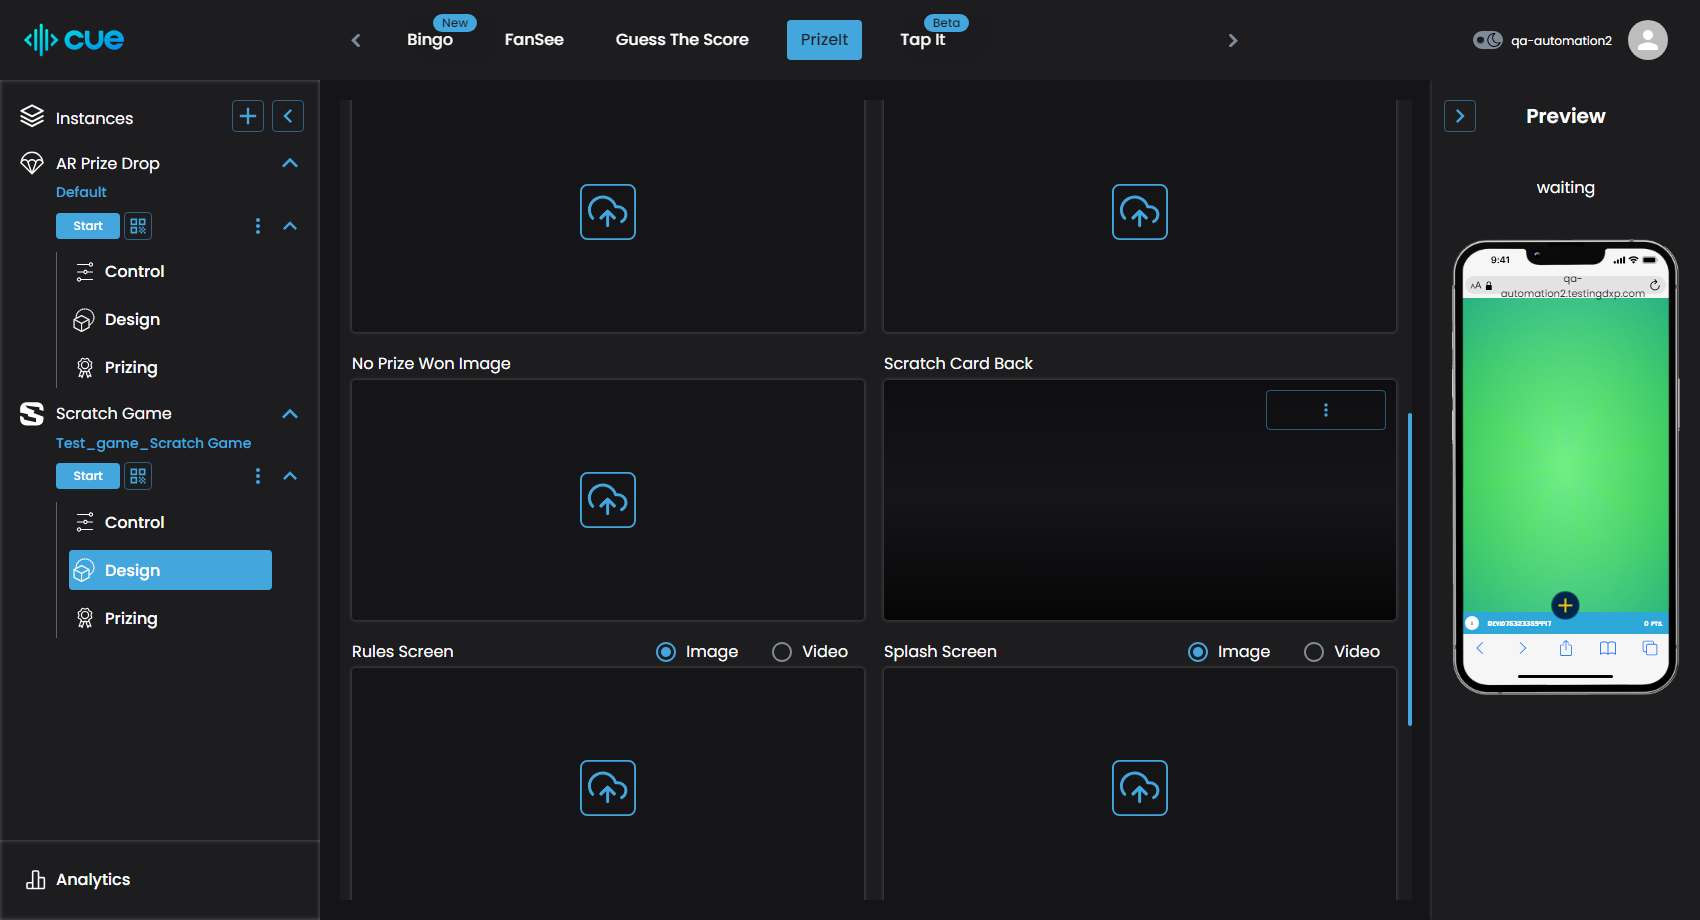 cue
New
Bingo
FanSee
Guess The Score
PrizeIt
Beta
Tap It
qa-automation2
Instances
AR Prize Drop
Default
Start
Control
Design
Prizing
Scratch Game
Test_game_Scratch Game
Start
Control
Design
Prizing
Analytics
No Prize Won Image
Scratch Card Back
Rules Screen
Image
Video
Splash Screen
Image
Video
Preview
waiting
9:41
AA
qa-
automation2.testingdxp.com
0 PTS.